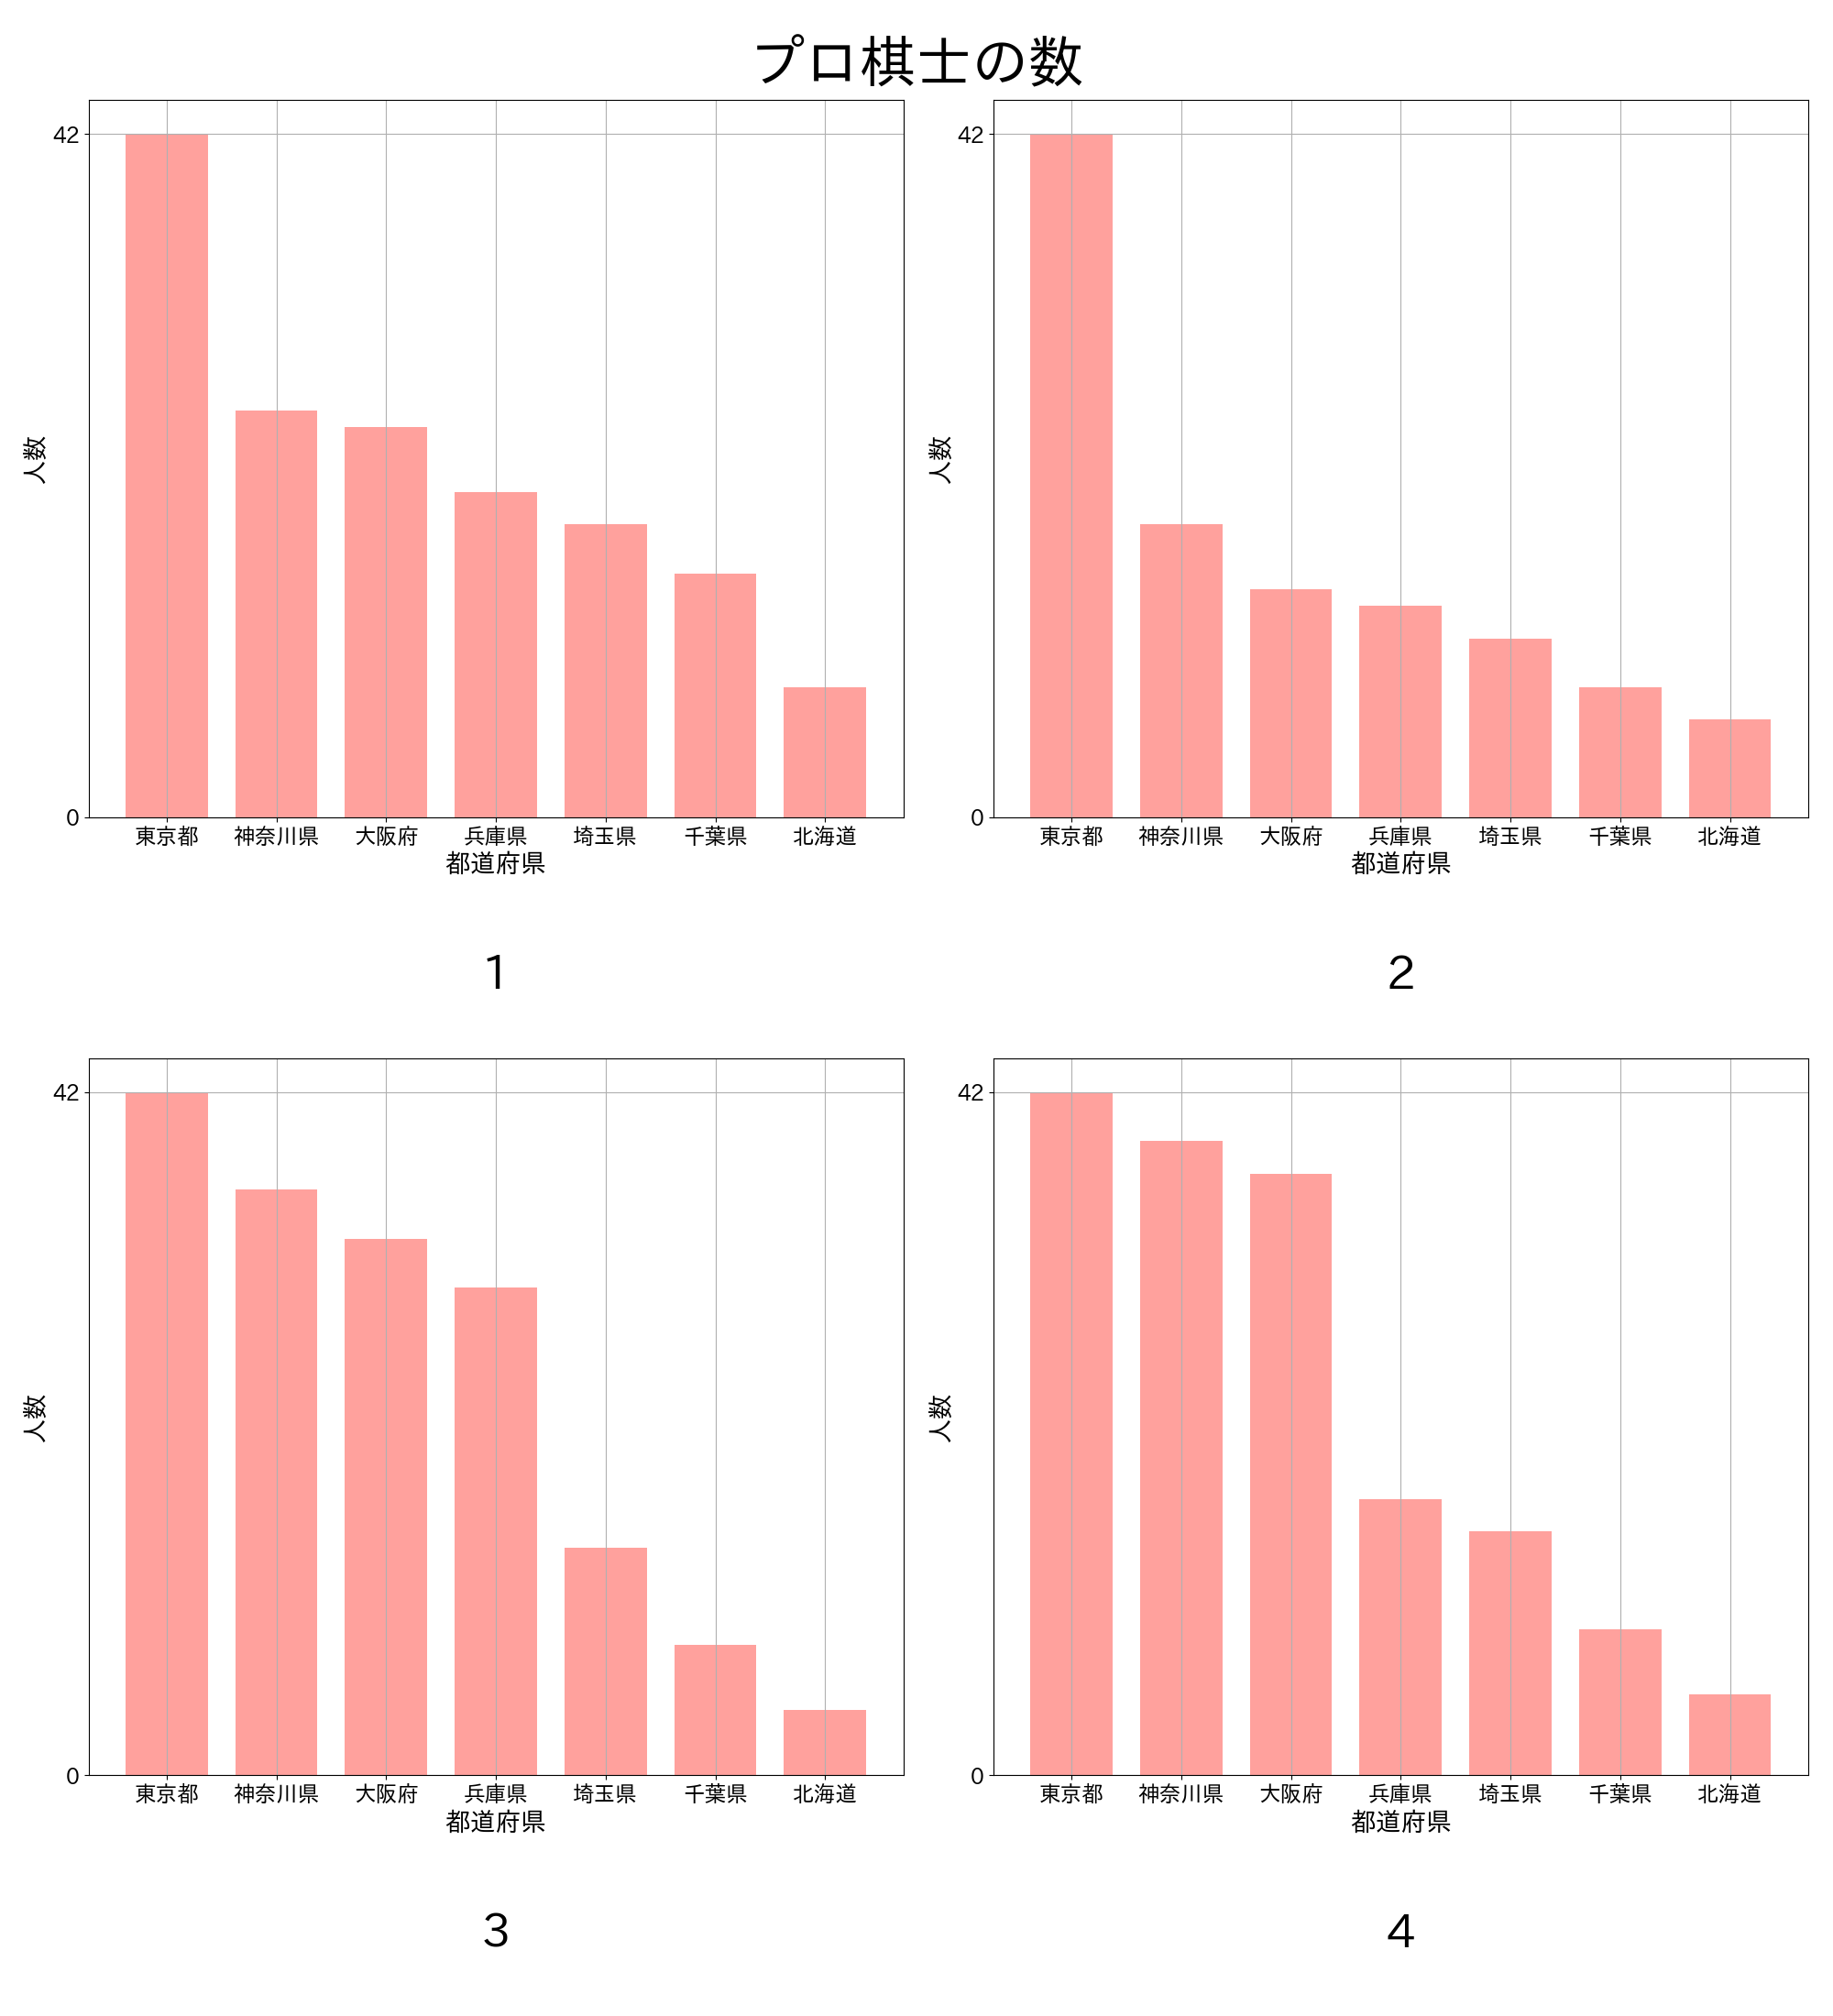 プロ棋士の数
42
0
人数
東京都 神奈川県 大阪府 兵庫県 埼玉県 千葉県 北海道
都道府県
1
42
0
人数
東京都 神奈川県 大阪府 兵庫県 埼玉県 千葉県 北海道
都道府県
2
42
0
人数
東京都 神奈川県 大阪府 兵庫県 埼玉県 千葉県 北海道
都道府県
3
42
0
人数
東京都 神奈川県 大阪府 兵庫県 埼玉県 千葉県 北海道
都道府県
4